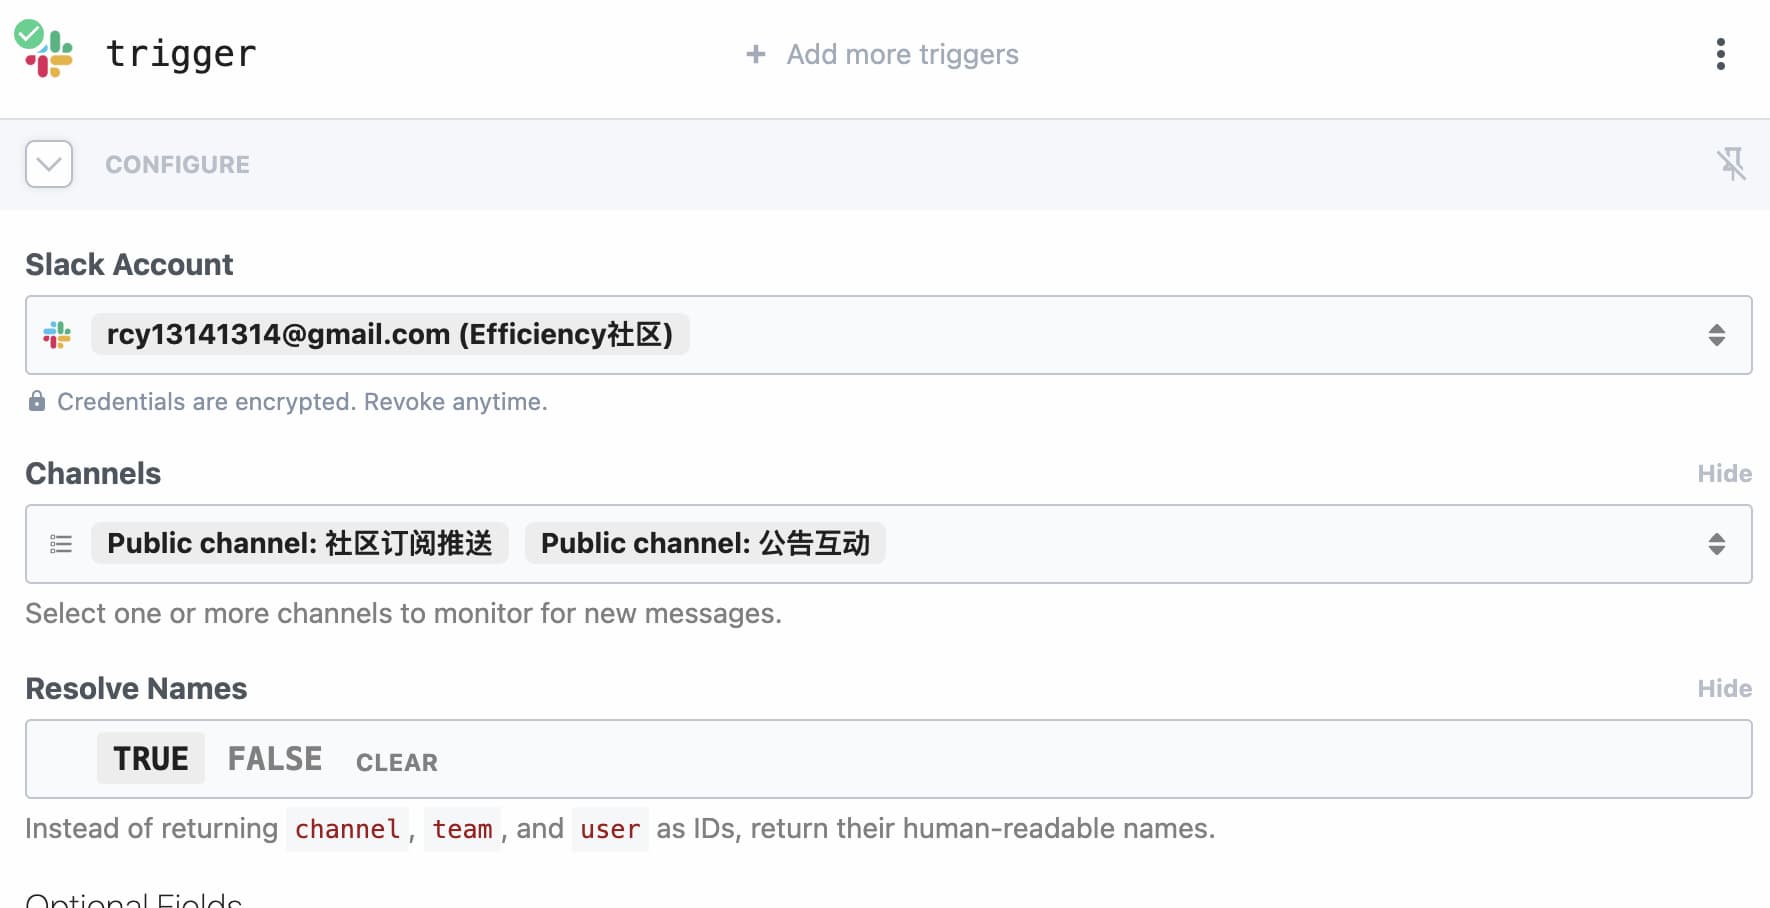 trigger
+ Add more triggers
CONFIGURE
Slack Account
rcy13141314@gmail.com (Efficiency社区)
Credentials are encrypted. Revoke anytime.
Channels
Hide
Public channel: 社区订阅推送 Public channel: 公告互动
Select one or more channels to monitor for new messages.
Resolve Names
Hide
TRUE FALSE CLEAR
Instead of returning channel, team, and user as IDs, return their human-readable names.
Optional Fields